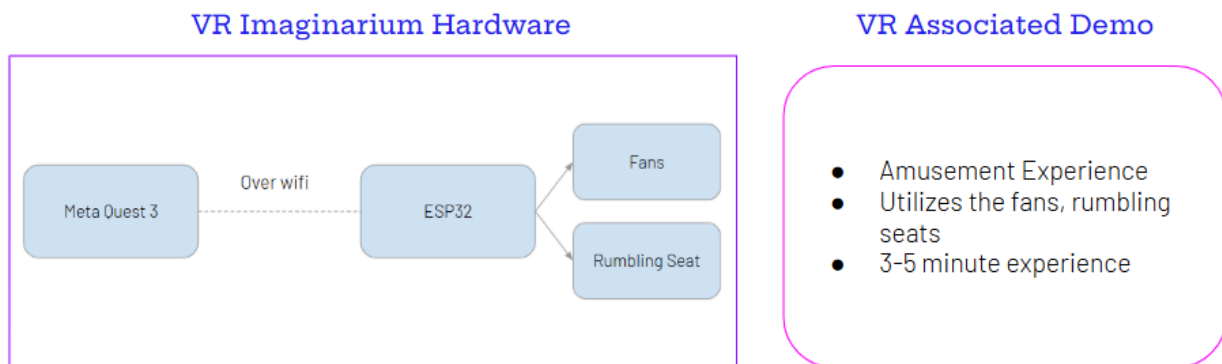 VR Imaginarium Hardware
Meta Quest 3
Over wifi
ESP32
Fans
Rumbling Seat
VR Associated Demo
● Amusement Experience
● Utilizes the fans, rumbling
seats
● 3-5 minute experience